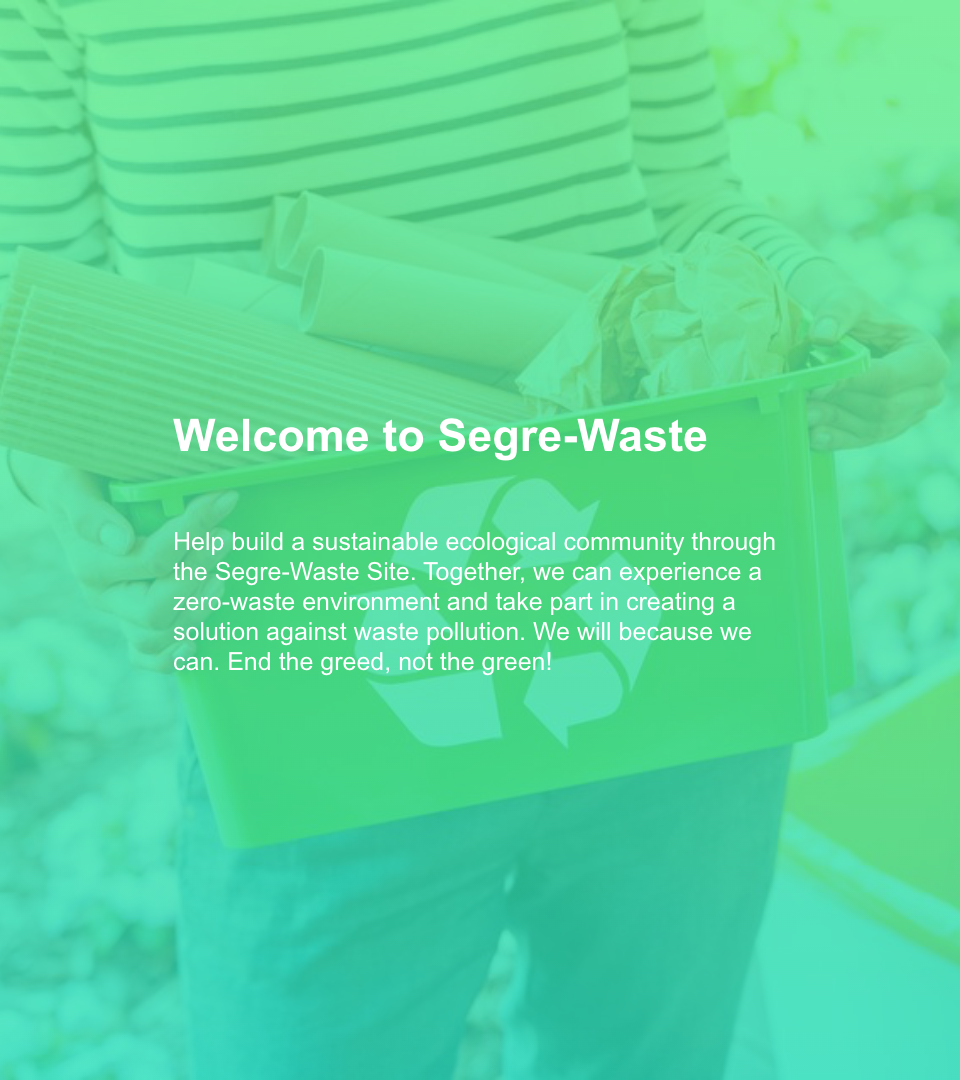 Welcome to Segre-Waste
Help build a sustainable ecological community through
the Segre-Waste Site. Together, we can experience a
zero-waste environment and take part in creating a
solution against waste pollution. We will because we
can. End the greed, not the green!